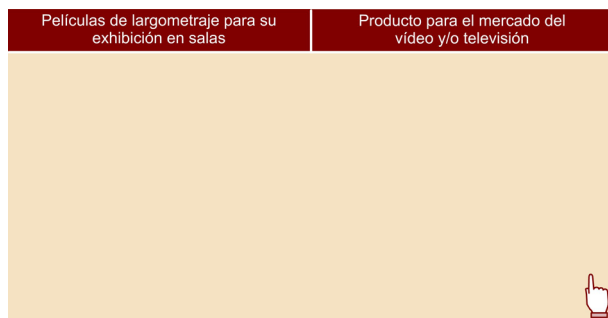 Películas de largometraje para su
exhibición en salas
Producto para el mercado del
vídeo y/o televisión